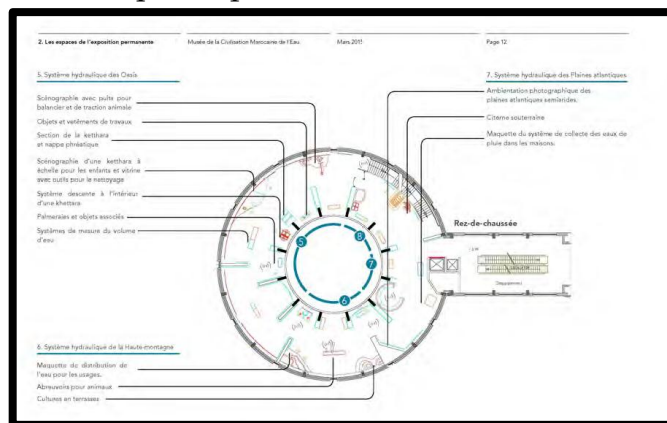 2. Les espaces de l'exposition permanente
Musée de la Civilisation Marocaine de l'Eau
Mars 2011
Page 12
5. Système hydraulique des Oasis
Scénographie avec puits pour
balancier et de traction animale
Objets et vetêments de travaux
Section de la ketthara
et nappe phréatique
Scénographie d'une ketthara à
échelle pour les enfants et vitrine
avec outils pour le nettoyage
Système descente à l'intérieur
d'une khettara
Palmeraies et objets associés
Systèmes de mesure du volume
d'eau
7. Système hydraulique des Plaines atlantiques
Ambientation photographique des
plaines atlantiques semiarides.
Citerne souterraine
Maquette du système de collecte des eaux de
pluie dans les maisons.
Rez-de-chaussée
5
8
7
6
6. Système hydraulique de la Haute-montagne
Maquette de distribution de
l'eau pour les usages.
Abreuvoirs pour animaux
Cultures en terrasses